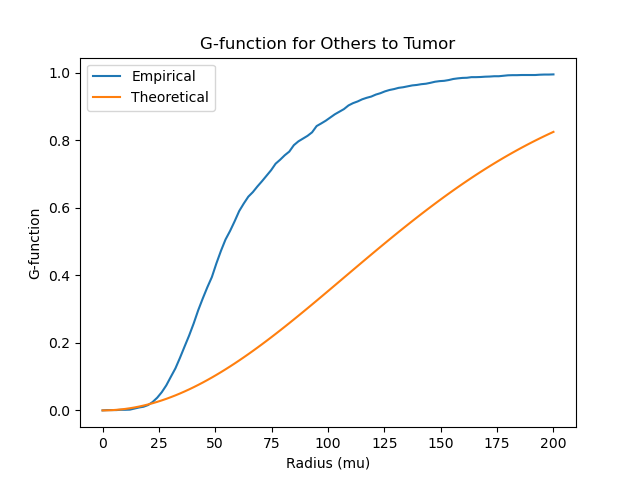 G-function for Others to Tumor
Empirical
Theoretical
1.0
0.8
0.6
0.4
0.2
0.0
G-function
0 25 50 75 100 125 150 175 200
Radius (mu)